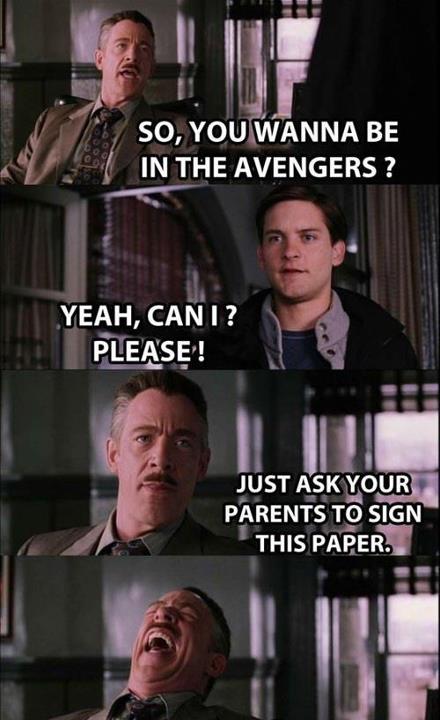 SO, YOU WANNA BE
IN THE AVENGERS ?
YEAH, CAN I ?
PLEASE !
JUST ASK YOUR
PARENTS TO SIGN
THIS PAPER.